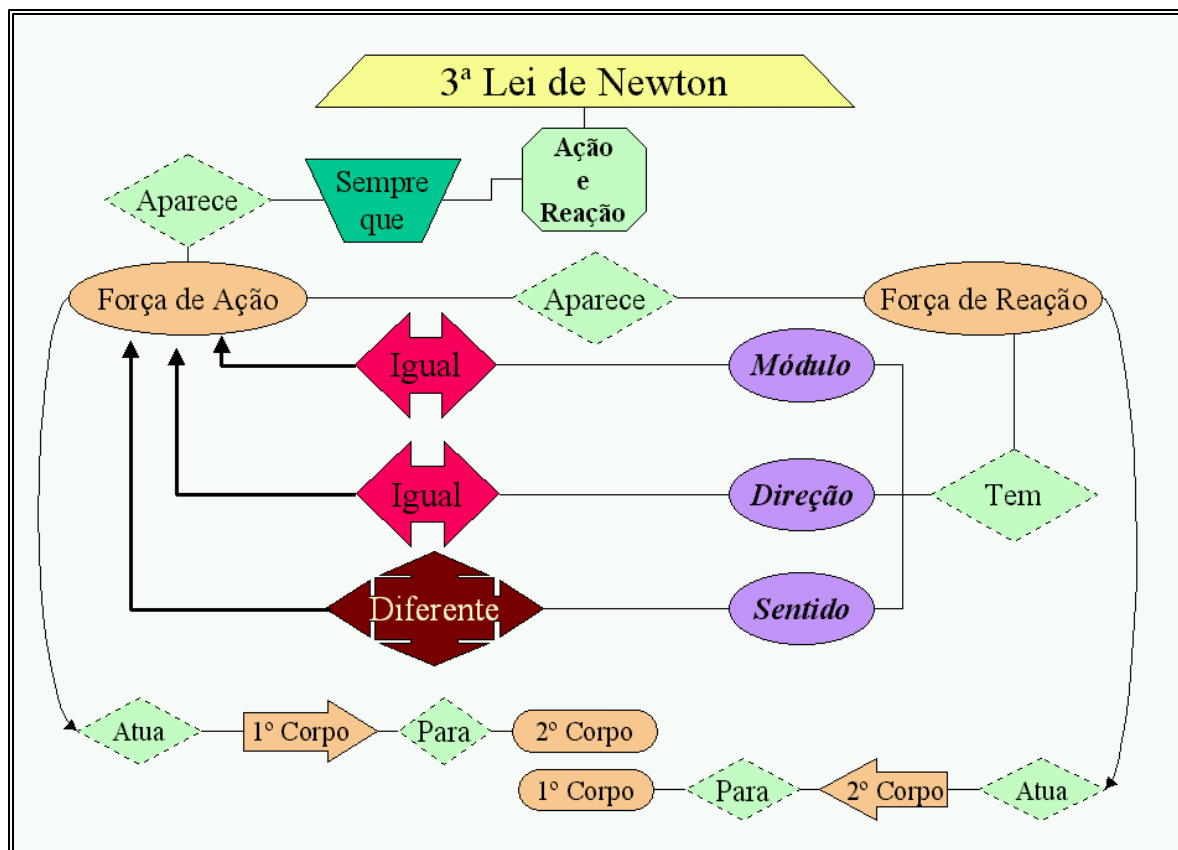 3ª Lei de Newton
Ação
e
Reação
Sempre
que
Aparece
Força de Ação
Aparece
Força de Reação
Igual
Módulo
Igual
Direção
Tem
Diferente
Sentido
Atua
1º Corpo
Para
2º Corpo
1º Corpo
Para
2º Corpo
Atua